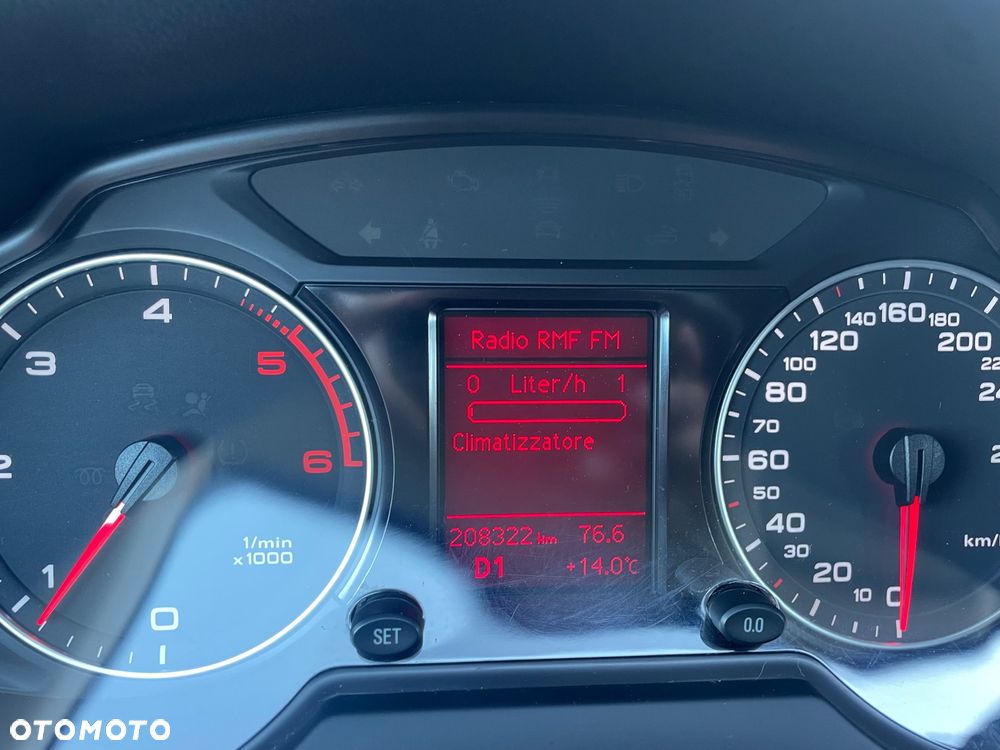 Radio RMF FM
0 Liter/h 1
Climatizzatore
208322 km 76.6
D1 +14.0°C
0
1
2
3
4
5
6
1/min
x1000
SET
0.0
0
10
20
30
40
50
60
70
80
100
120
140
160
180
200
km/
OTOMOTO